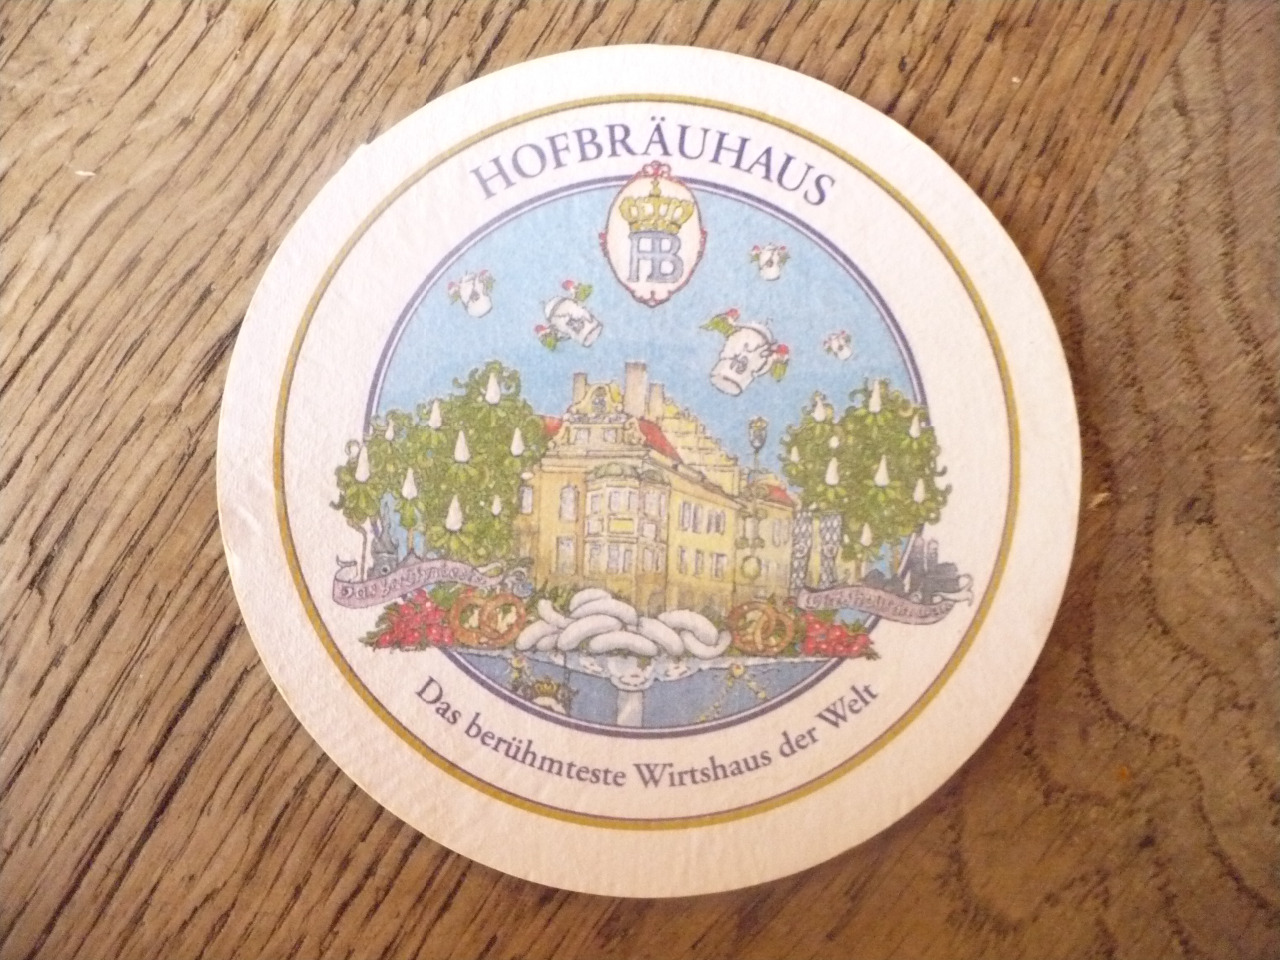 HOFBRÄUHAUS
HB
Das berühmteste Wirtshaus der Welt